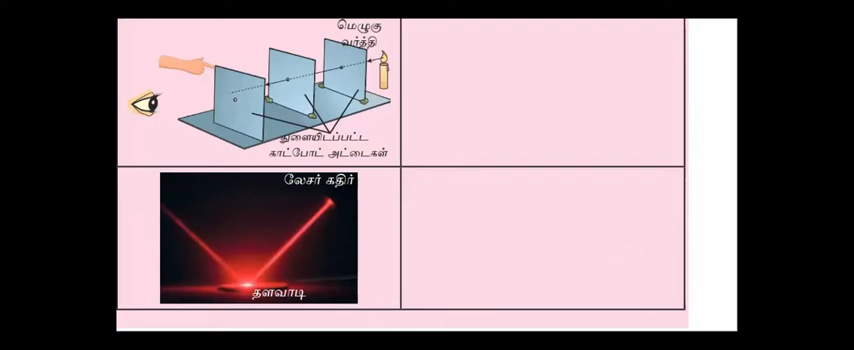 மெழுகு
வர்த்தி
துளையிடப்பட்ட
காட்போட் அட்டைகள்
லேசர் கதிர்
தளவாடி